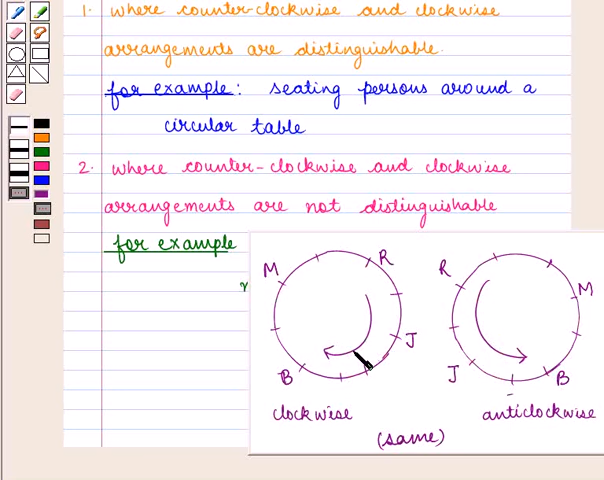 1. where counter-clockwise and clockwise
arrangements are distinguishable.
for example: seating persons around a
circular table
2. where counter-clockwise and clockwise
arrangements are not distinguishable
for example
M R
J
B
clockwise
R M
J B
anticlockwise
(same)